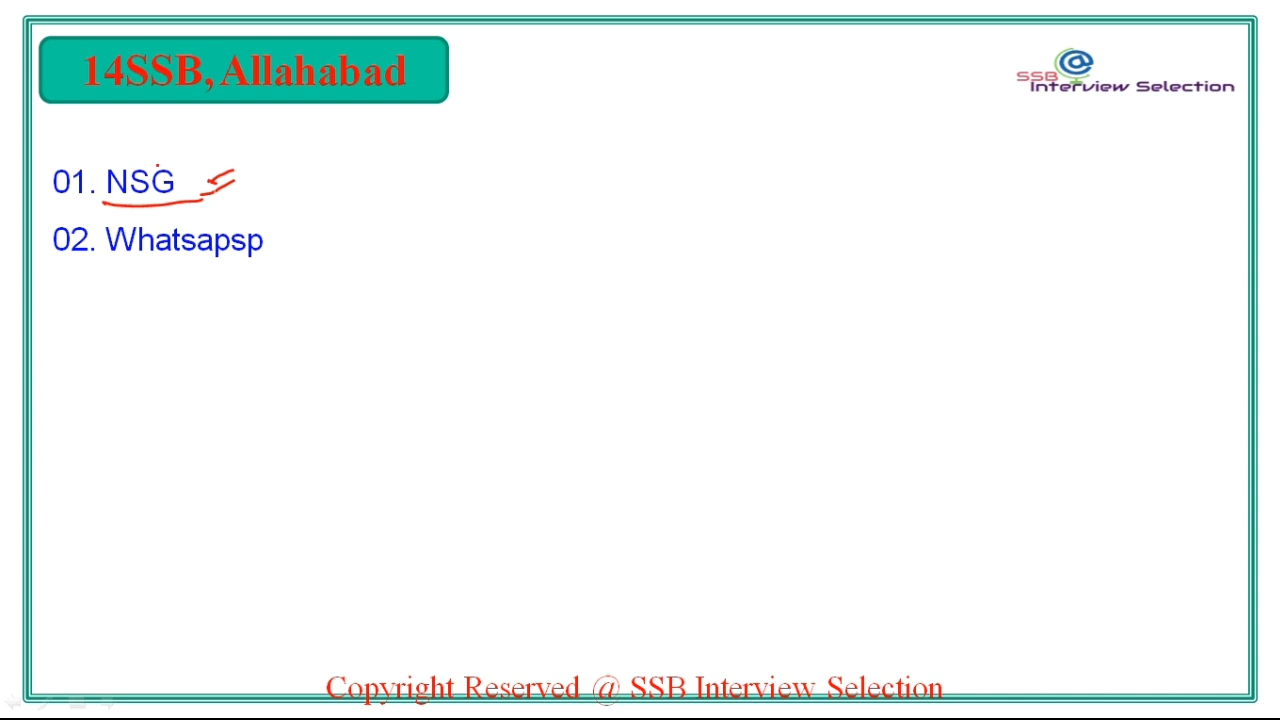 14SSB, Allahabad
SSB
Interview Selection
01. NSG
02. Whatsapsp
Copyright Reserved @ SSB Interview Selection